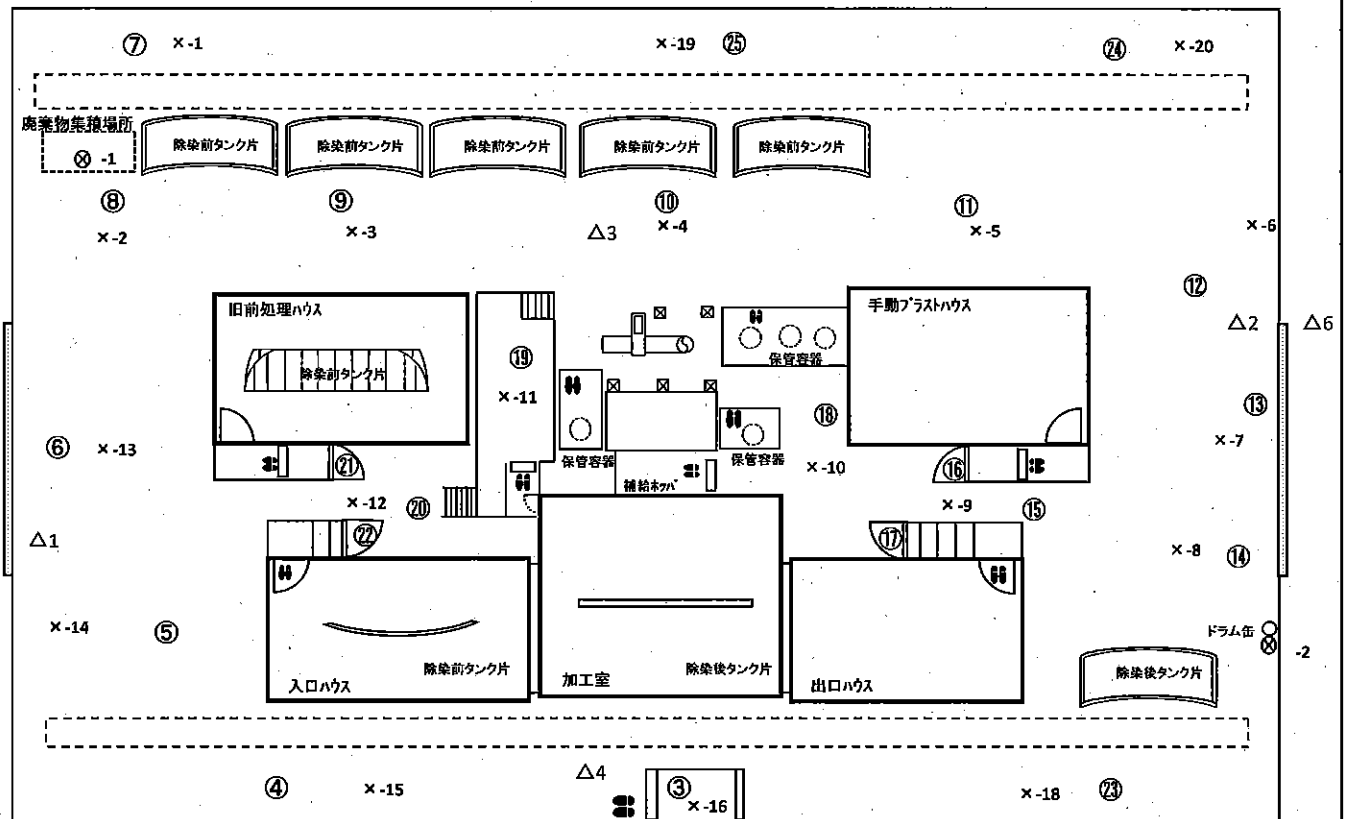 ⑦ ×-1 ×-19 ㉕ ㉔ ×-20
廃棄物集積場所
⊗ -1
除染前タンク片 除染前タンク片 除染前タンク片 除染前タンク片 除染前タンク片
⑧ ⑨ ⑩ ⑪
×-2 ×-3 △3 ×-4 ×-5 ×-6
⑫
旧前処理ハウス 手動ブラストハウス
△2 △6
除染前タンク片
⑲
保管容器
×-11
⑱ ⑬
⑥ ×-13 ×-7
保管容器 保管容器
㉑ ×-10 ⑯
補給ホッパ
×-12 ⑳ ×-9 ⑮
△1 ㉒ ⑰ ×-8 ⑭
×-14 ⑤ ドラム缶
⊗ -2
除染前タンク片 除染後タンク片 除染後タンク片
入口ハウス 加工室 出口ハウス
④ ×-15 △4 ③ ×-16 ×-18 ㉓